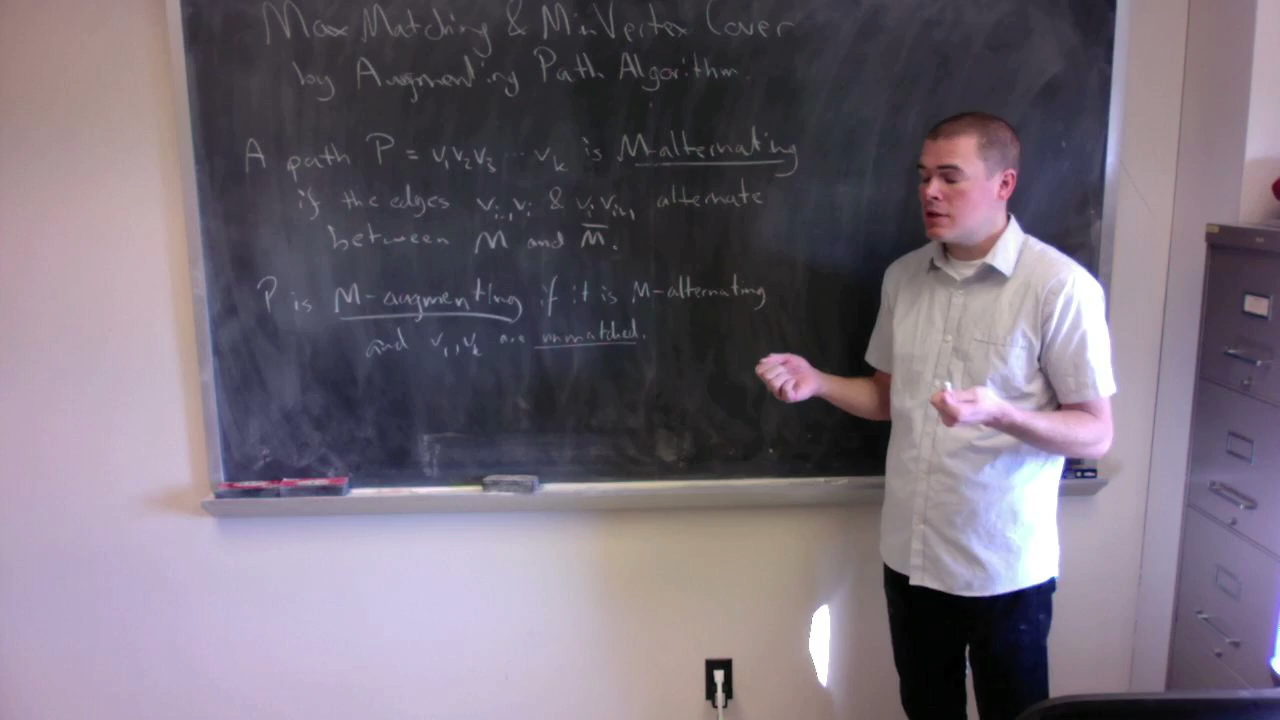 Max Matching & Min Vertex Cover
by Augmenting Path Algorithm.
A path P = v₁v₂v₃ ... vₖ is M-alternating
if the edges vᵢ₋₁vᵢ & vᵢvᵢ₊₁ alternate
between M and M̅.
P is M-augmenting if it is M-alternating
and v₁, vₖ are unmatched.